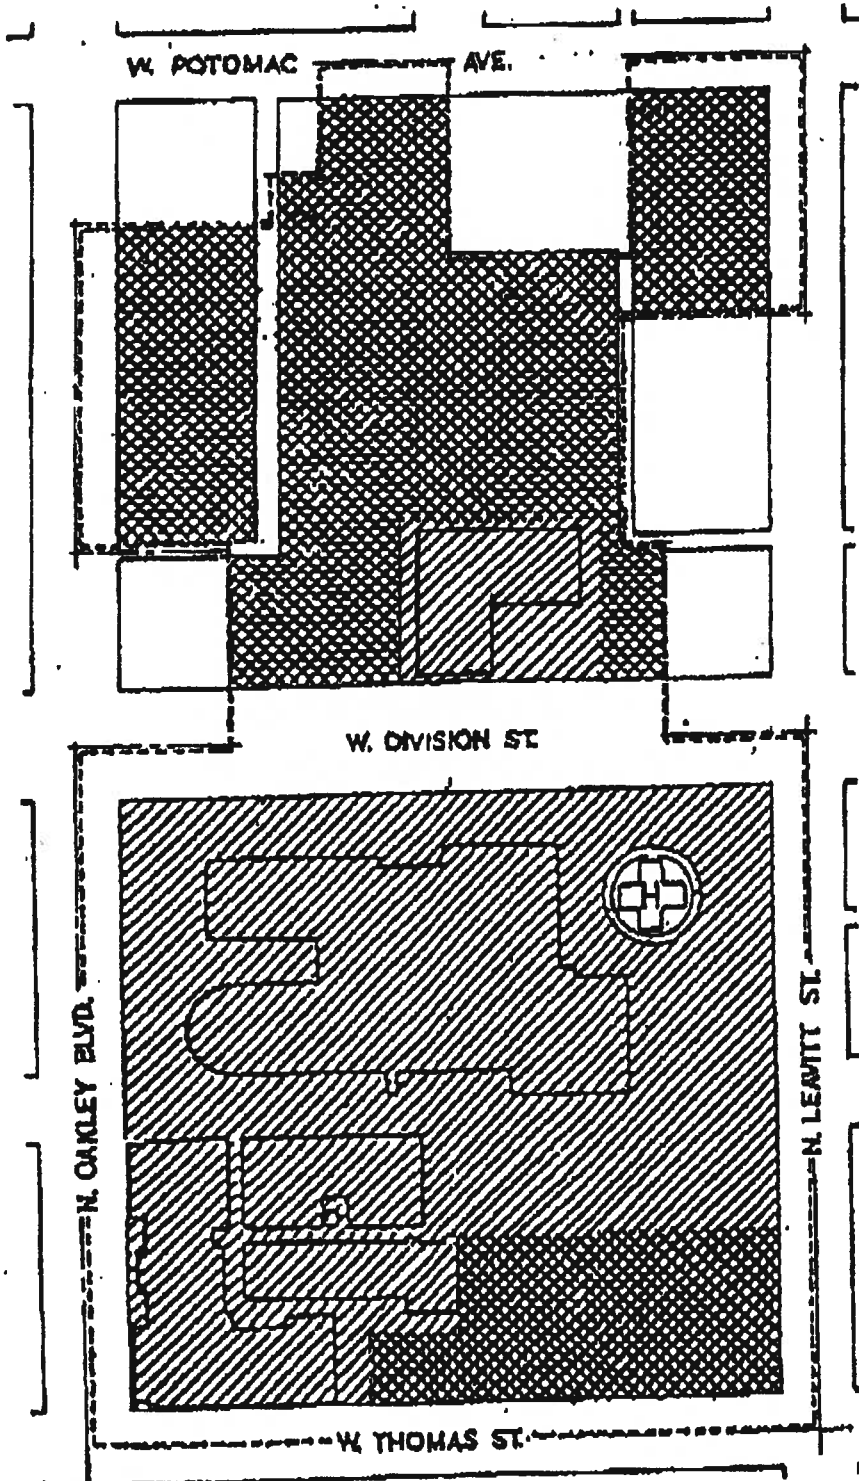 W. POTOMAC AVE.
W. DIVISION ST.
N. OAKLEY BLVD.
N. LEAVITT ST.
H
W. THOMAS ST.